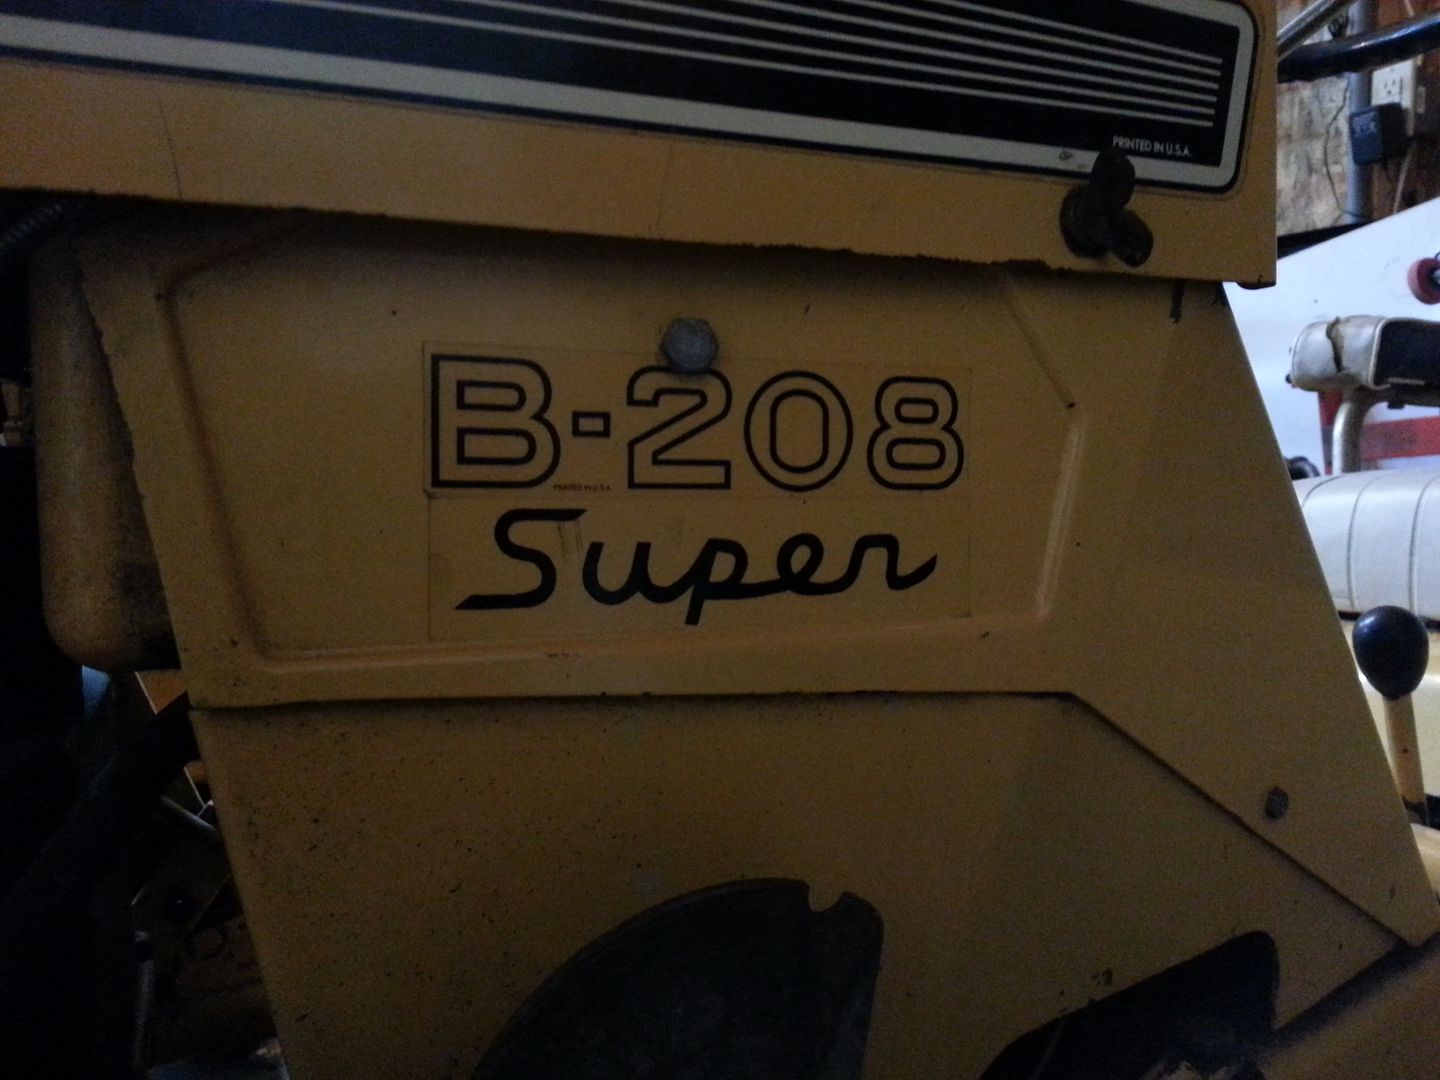 PRINTED IN U.S.A.
B-208
PRINTED IN U.S.A.
Super